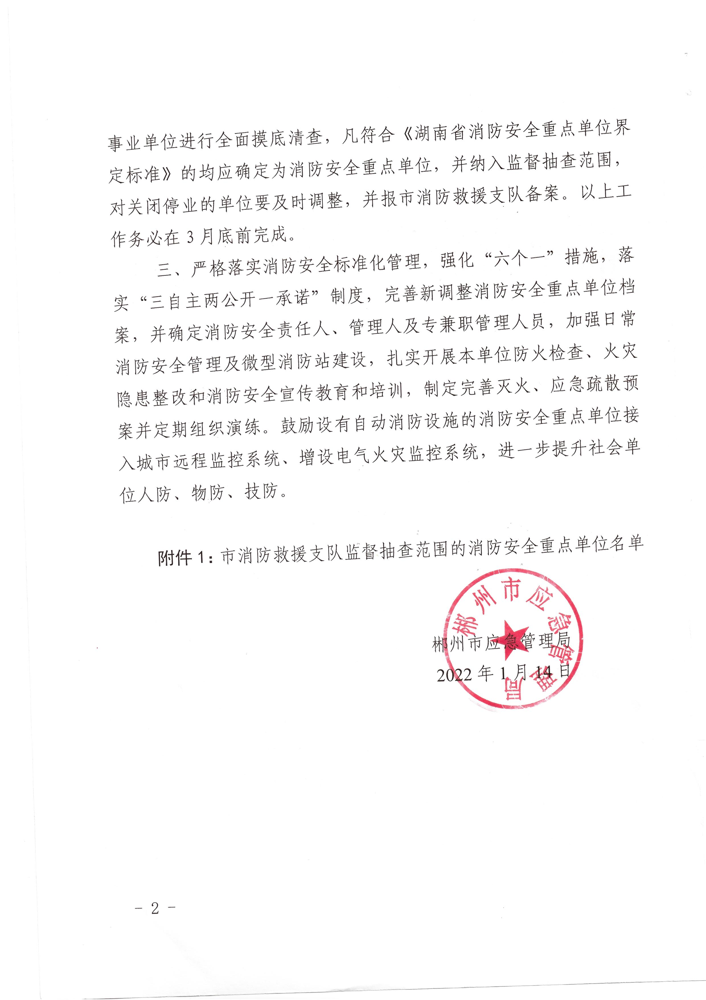 事业单位进行全面摸底清查，凡符合《湖南省消防安全重点单位界
定标准》的均应确定为消防安全重点单位，并纳入监督抽查范围，
对关闭停业的单位要及时调整，并报市消防救援支队备案。以上工
作务必在 3 月底前完成。
三、严格落实消防安全标准化管理，强化“六个一”措施，落
实“三自主两公开一承诺”制度，完善新调整消防安全重点单位档
案，并确定消防安全责任人、管理人及专兼职管理人员，加强日常
消防安全管理及微型消防站建设，扎实开展本单位防火检查、火灾
隐患整改和消防安全宣传教育和培训，制定完善灭火、应急疏散预
案并定期组织演练。鼓励设有自动消防设施的消防安全重点单位接
入城市远程监控系统、增设电气火灾监控系统，进一步提升社会单
位人防、物防、技防。
附件 1：市消防救援支队监督抽查范围的消防安全重点单位名单
郴州市应急管理局
郴州市应急管理局
2022 年 1 月 14 日
- 2 -